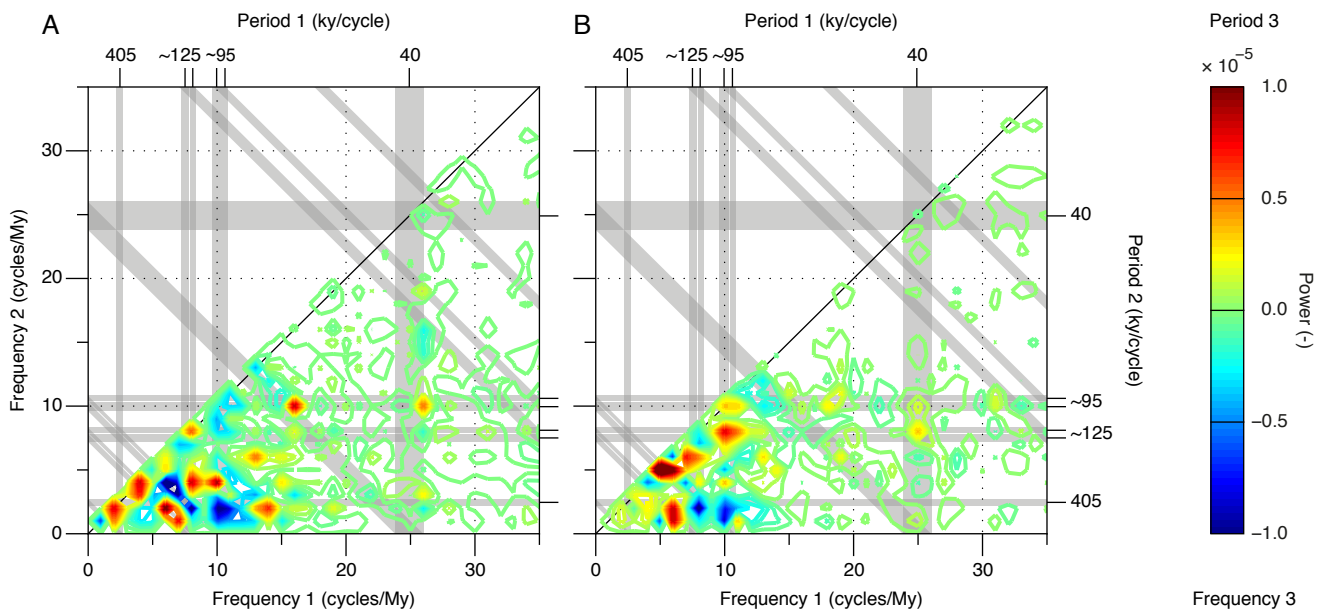 A
Period 1 (ky/cycle)
405 ~125 ~95 40
Frequency 2 (cycles/My)
30
20
10
0
0 10 20 30
Frequency 1 (cycles/My)
B
Period 1 (ky/cycle)
405 ~125 ~95 40
40
~95
~125
405
Period 2 (ky/cycle)
0 10 20 30
Frequency 1 (cycles/My)
Period 3
× 10⁻⁵
1.0
0.5
0.0
−0.5
−1.0
Power (-)
Frequency 3